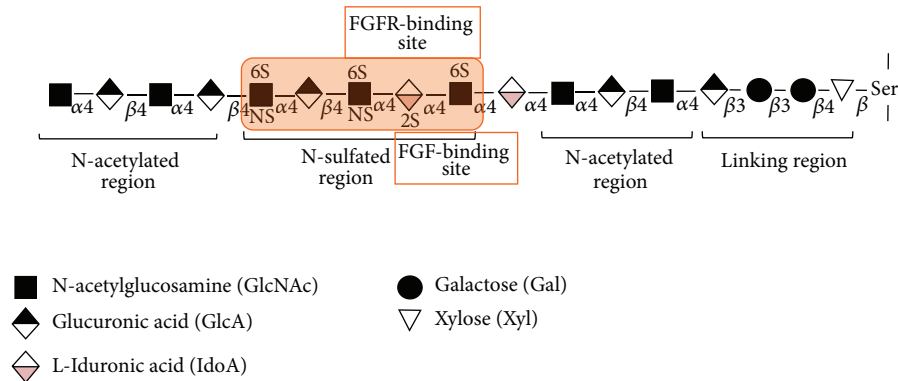 FGFR-binding
site
6S 6S 6S
Ser
α4 β4 α4 β4 α4 β4 α4 α4 α4 α4 α4 β4 α4 β3 β3 β4 β
NS NS 2S
N-acetylated
region
N-sulfated
region
FGF-binding
site
N-acetylated
region
Linking region
N-acetylglucosamine (GlcNAc)
Glucuronic acid (GlcA)
L-Iduronic acid (IdoA)
Galactose (Gal)
Xylose (Xyl)